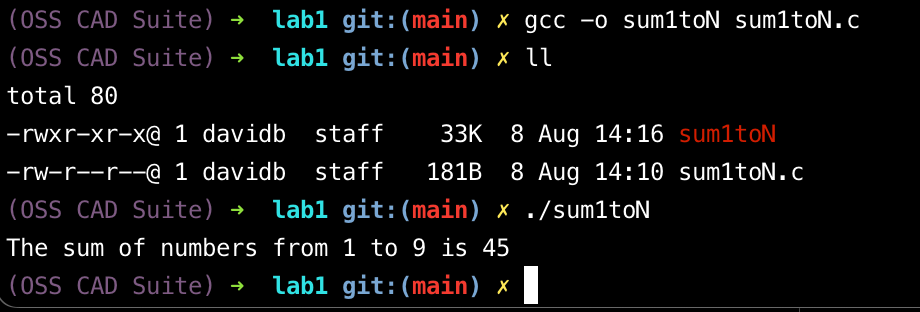 (OSS CAD Suite) →  lab1 git:(main) ✗ gcc -o sum1toN sum1toN.c
(OSS CAD Suite) →  lab1 git:(main) ✗ ll
total 80
-rwxr-xr-x@ 1 davidb  staff    33K  8 Aug 14:16 sum1toN
-rw-r--r--@ 1 davidb  staff   181B  8 Aug 14:10 sum1toN.c
(OSS CAD Suite) →  lab1 git:(main) ✗ ./sum1toN
The sum of numbers from 1 to 9 is 45
(OSS CAD Suite) →  lab1 git:(main) ✗